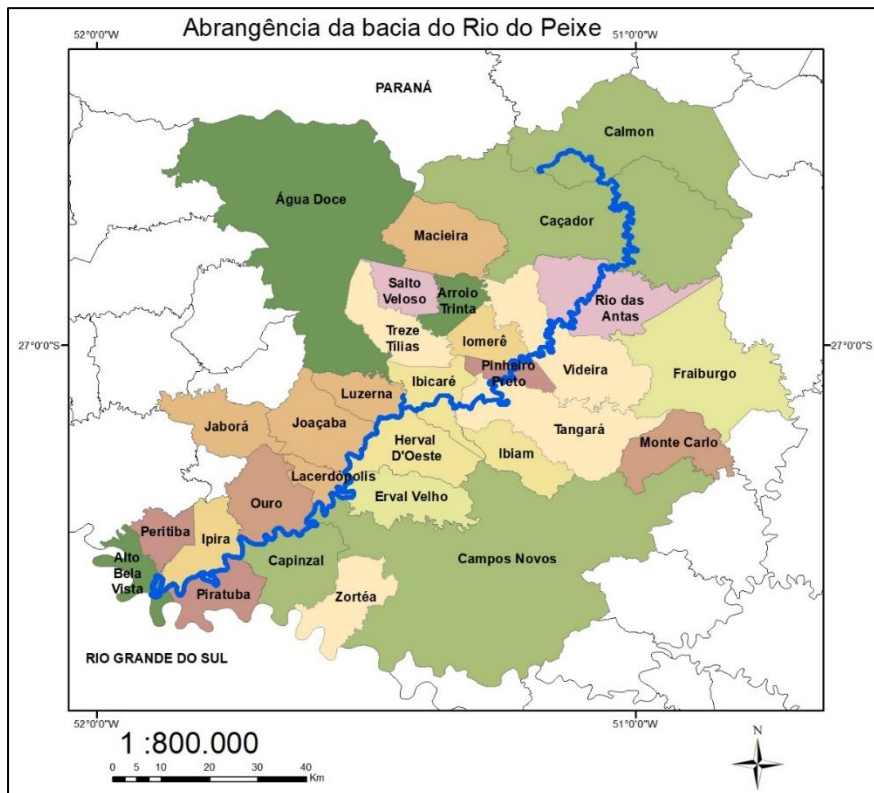 Abrangência da bacia do Rio do Peixe
52°0'0"W
51°0'0"W
PARANÁ
Calmon
Água Doce
Caçador
Macieira
Salto
Veloso
Arroio
Trinta
Rio das
Antas
Treze
Tílias
Iomerê
27°0'0"S
27°0'0"S
Pinheiro
Preto
Videira
Fraiburgo
Ibicaré
Luzerna
Jaborá
Joaçaba
Tangará
Herval
D'Oeste
Monte Carlo
Ibiam
Lacerdópolis
Ouro
Erval Velho
Peritiba
Ipira
Alto
Bela
Vista
Capinzal
Campos Novos
Piratuba
Zortéa
RIO GRANDE DO SUL
52°0'0"W
51°0'0"W
1 :800.000
0 5 10 20 30 40
Km
N